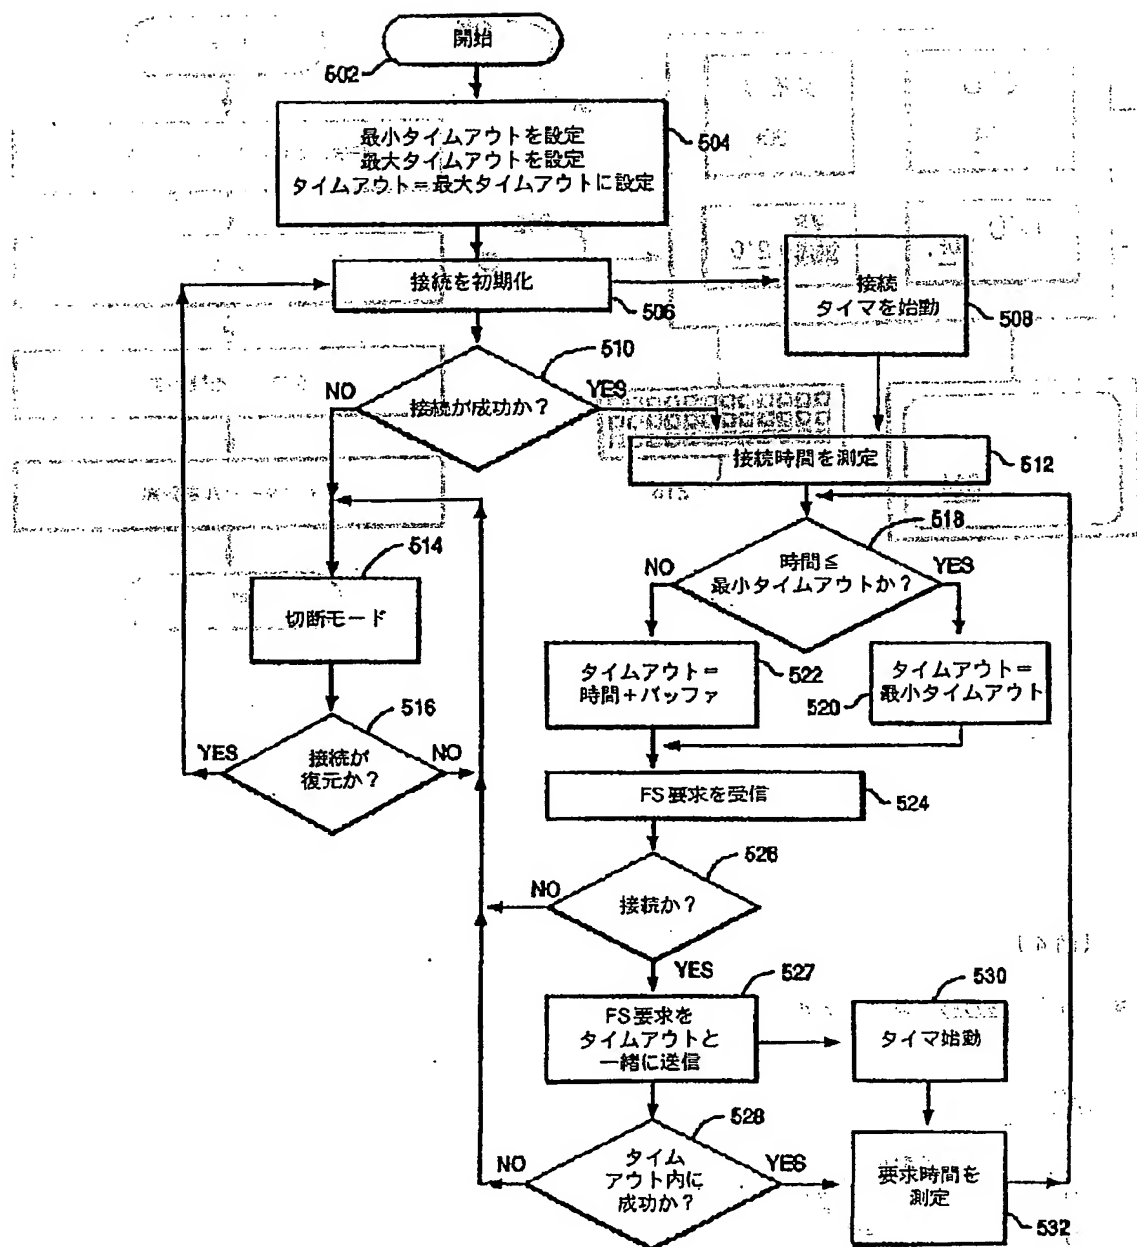 開始
502
最小タイムアウトを設定
最大タイムアウトを設定
タイムアウト=最大タイムアウトに設定
504
接続を初期化
506
接続
タイマを始動
508
510
NO
YES
接続が成功か?
接続時間を測定
512
514
切断モード
516
YES
NO
接続が
復元か?
518
NO
YES
時間≦
最小タイムアウトか?
タイムアウト=
時間+バッファ
522
タイムアウト=
最小タイムアウト
520
FS要求を受信
524
526
NO
接続か?
YES
527
FS要求を
タイムアウトと
一緒に送信
530
タイマ始動
528
NO
YES
タイム
アウト内に
成功か?
要求時間を
測定
532